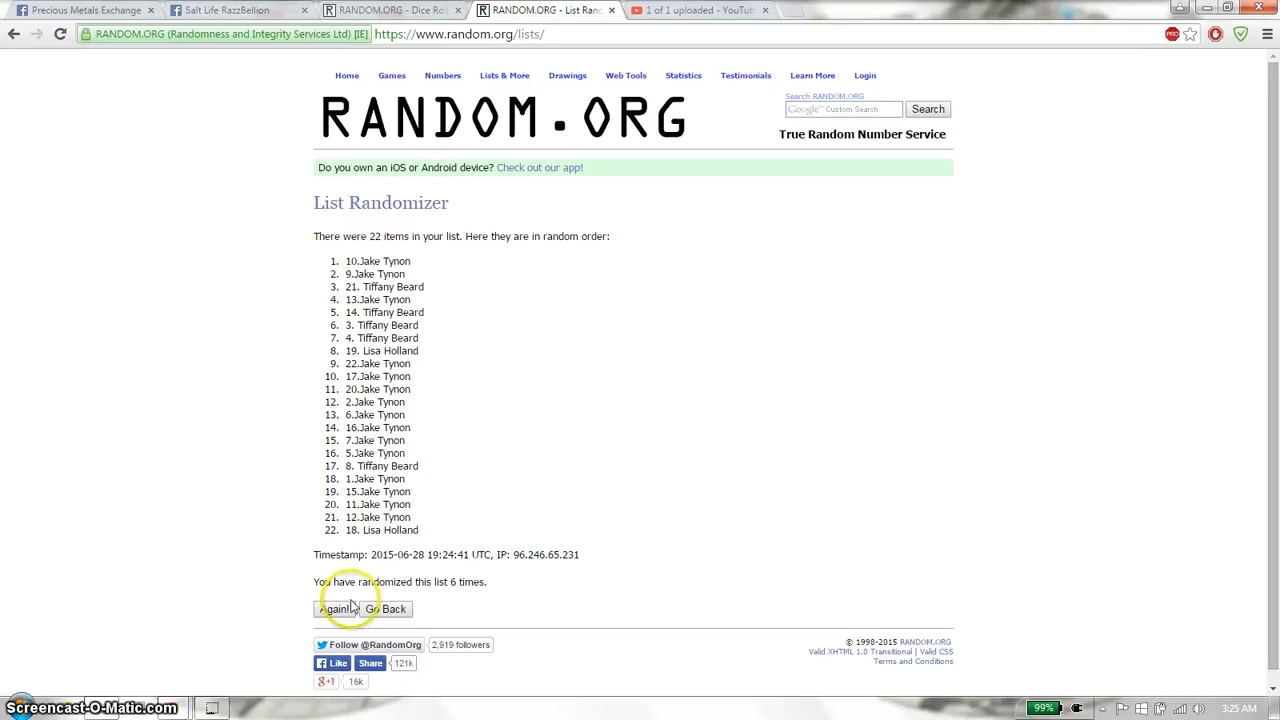 Precious Metals Exchange
Salt Life RazzBellion
RANDOM.ORG - Dice Ro
RANDOM.ORG - List Ran
1 of 1 uploaded - YouTub
RANDOM.ORG (Randomness and Integrity Services Ltd) [IE]
https://www.random.org/lists/
PRO
Home Games Numbers Lists & More Drawings Web Tools Statistics Testimonials Learn More Login
RANDOM.ORG
Search RANDOM.ORG
Google™ Custom Search
Search
True Random Number Service
Do you own an iOS or Android device? Check out our app!
List Randomizer
There were 22 items in your list. Here they are in random order:
1. 10.Jake Tynon
2. 9.Jake Tynon
3. 21. Tiffany Beard
4. 13.Jake Tynon
5. 14. Tiffany Beard
6. 3. Tiffany Beard
7. 4. Tiffany Beard
8. 19. Lisa Holland
9. 22.Jake Tynon
10. 17.Jake Tynon
11. 20.Jake Tynon
12. 2.Jake Tynon
13. 6.Jake Tynon
14. 16.Jake Tynon
15. 7.Jake Tynon
16. 5.Jake Tynon
17. 8. Tiffany Beard
18. 1.Jake Tynon
19. 15.Jake Tynon
20. 11.Jake Tynon
21. 12.Jake Tynon
22. 18. Lisa Holland
Timestamp: 2015-06-28 19:24:41 UTC, IP: 96.246.65.231
You have randomized this list 6 times.
Again! Go Back
Follow @RandomOrg 2,919 followers
Like Share 121k
g+1 16k
© 1998-2015 RANDOM.ORG
Valid XHTML 1.0 Transitional | Valid CSS
Terms and Conditions
Screencast-O-Matic.com
99%
3:25 AM